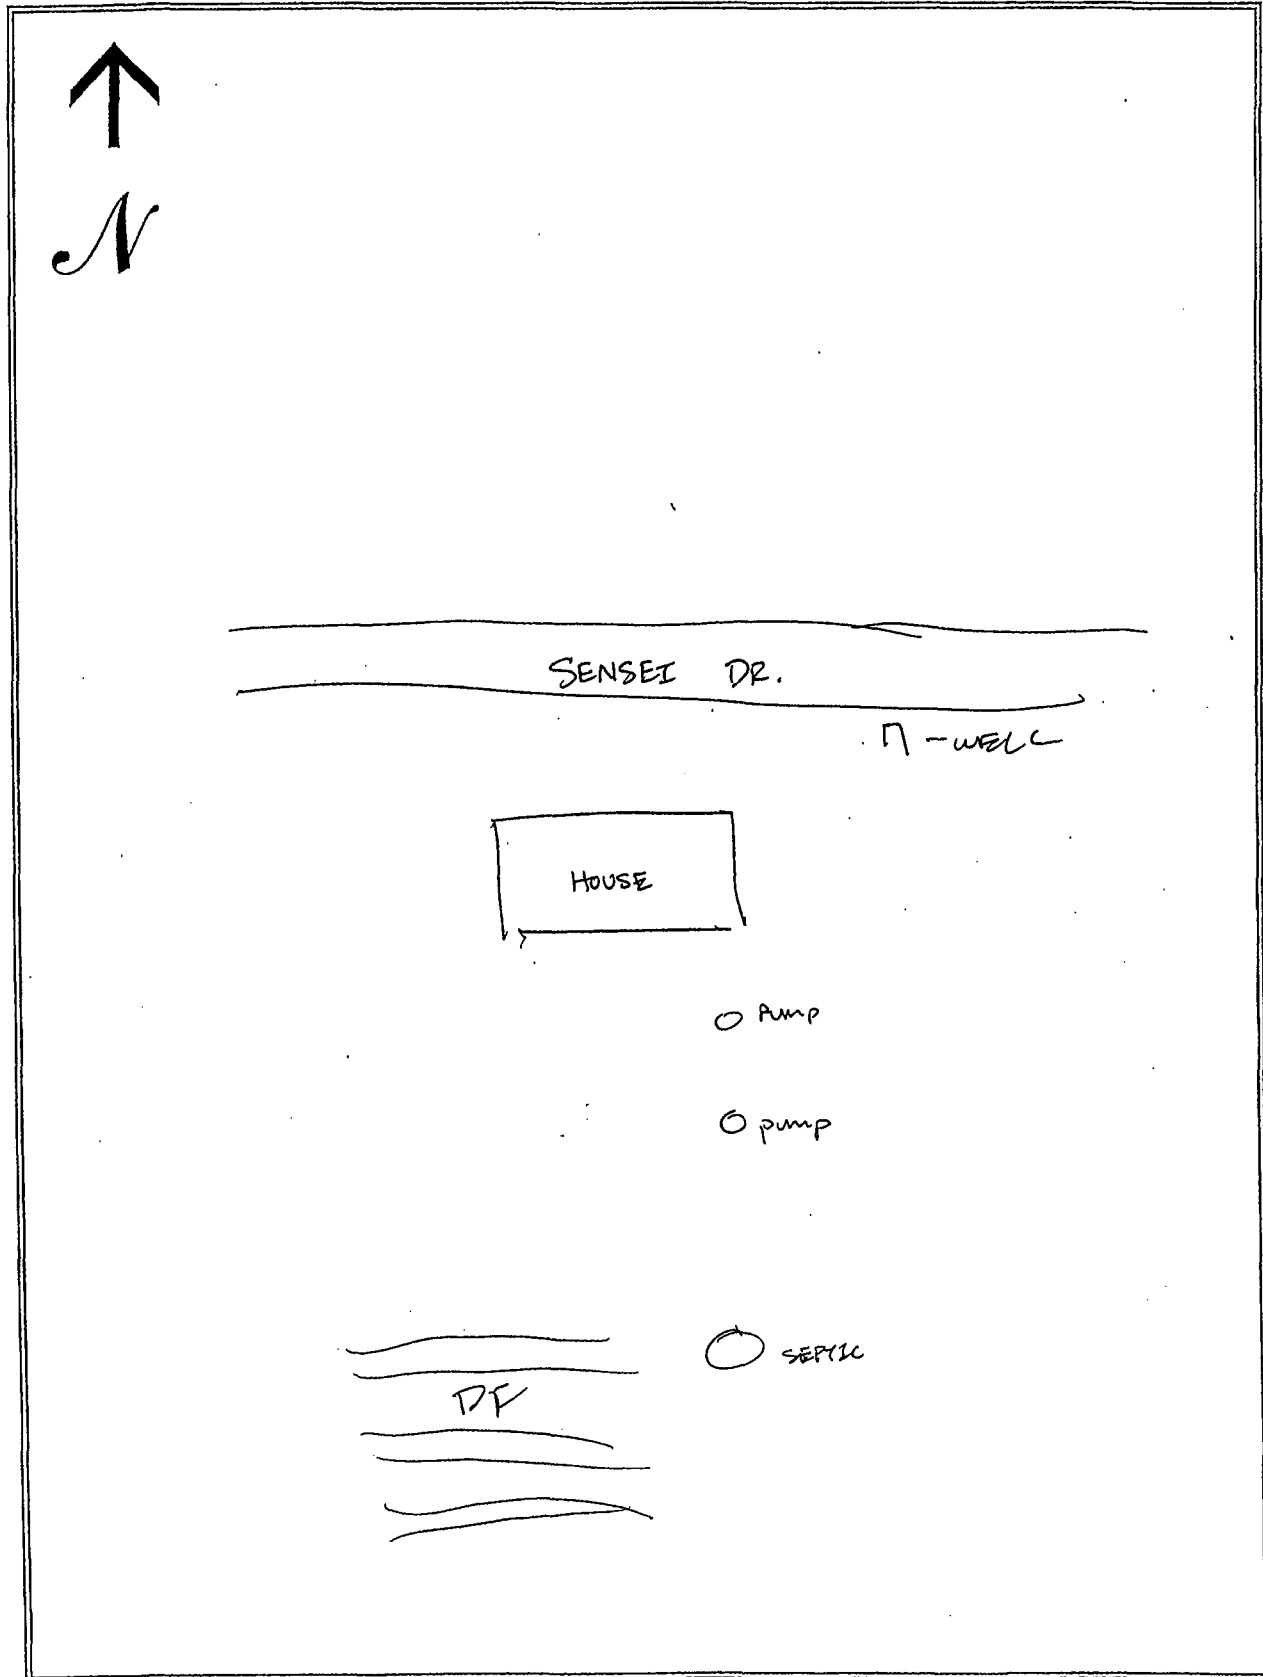 N
SENSEI DR.
- WELL
HOUSE
Pump
pump
SEPTIC
DF